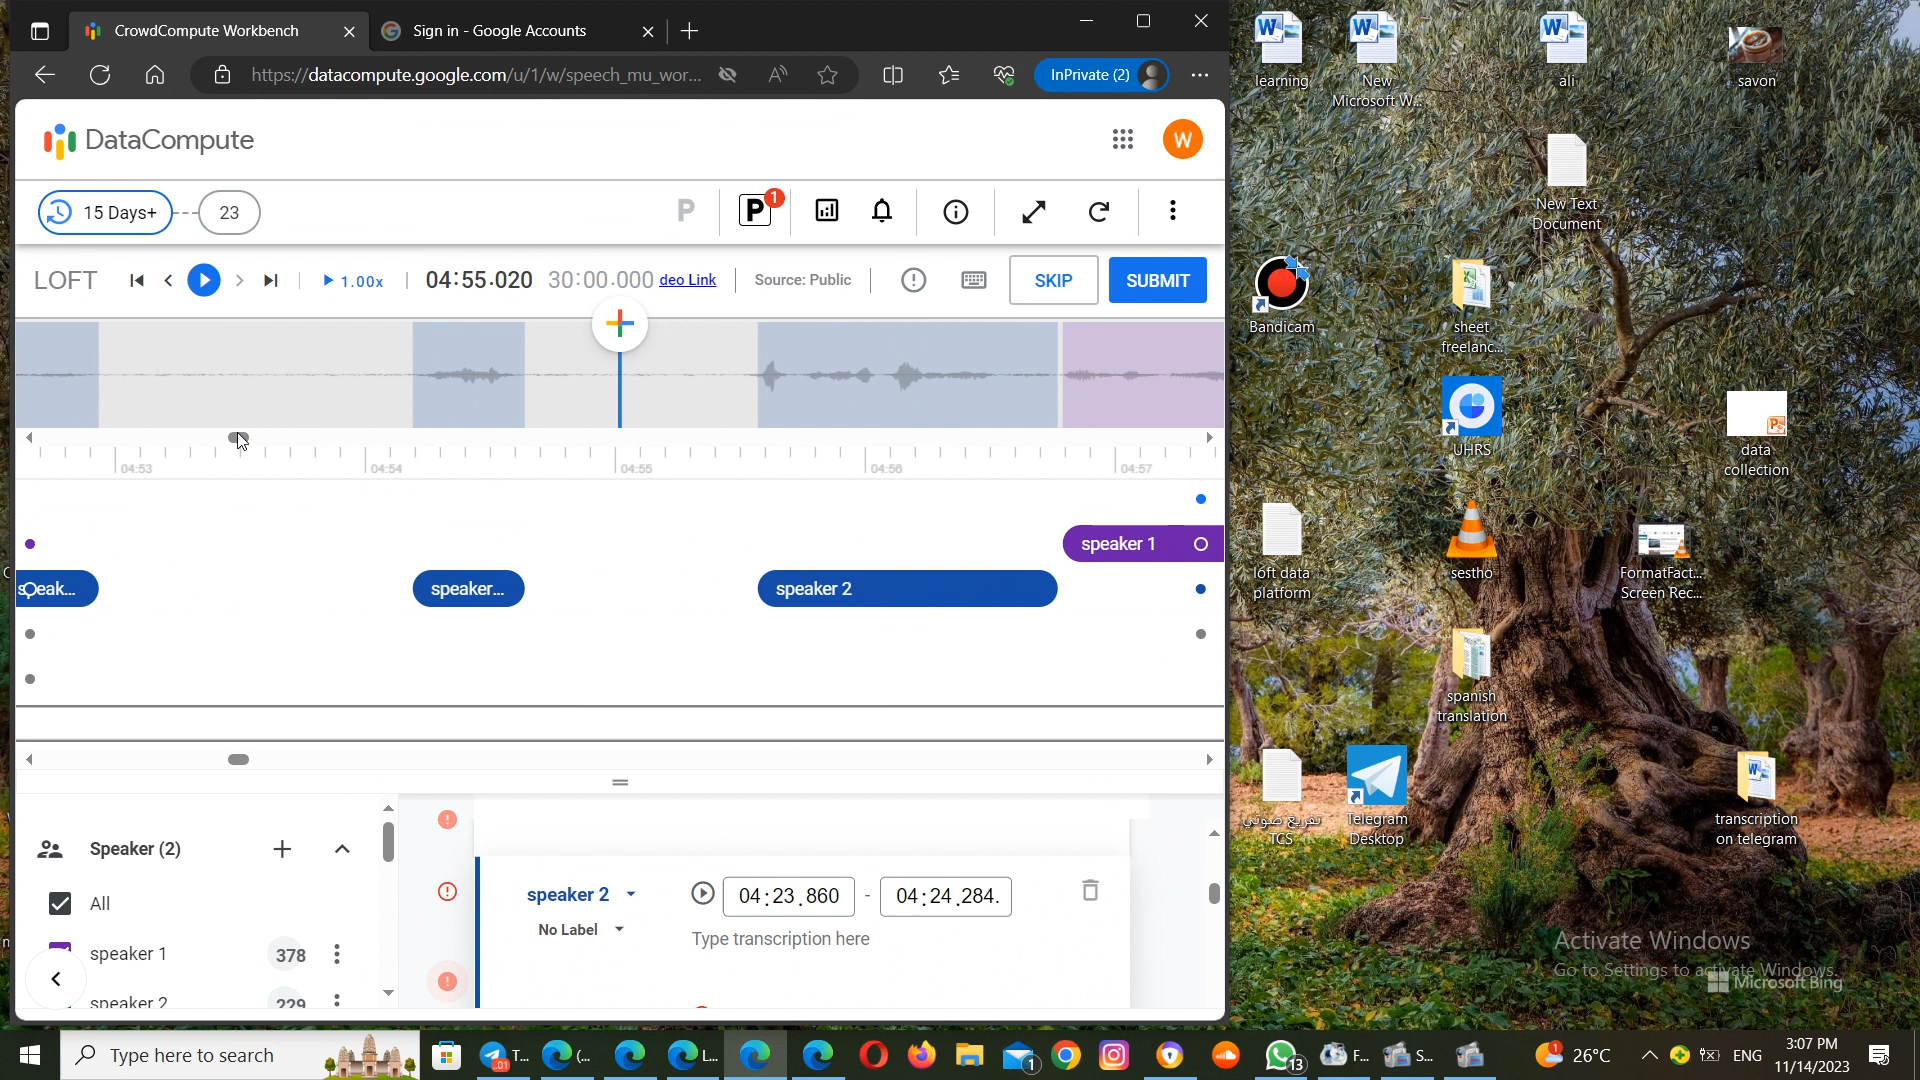 CrowdCompute Workbench
Sign in - Google Accounts
https://datacompute.google.com/u/1/w/speech_mu_wor...
InPrivate (2)
DataCompute
W
15 Days+
23
P
P
1
LOFT
1.00x
04:55.020
30:00.000
deo Link
Source: Public
SKIP
SUBMIT
04:53
04:54
04:55
04:56
04:57
speaker 1
speaker...
speaker 2
Speaker (2)
All
speaker 1
378
speaker 2
229
speaker 2
04:23.860 - 04:24.284.
No Label
Type transcription here
learning
New
Microsoft W...
ali
savon
New Text
Document
Bandicam
sheet
freelanc...
UHRS
data
collection
loft data
platform
sestho
FormatFact...
Screen Rec...
spanish
translation
تفريغ صوتي
TCS
Telegram
Desktop
transcription
on telegram
Activate Windows
Go to Settings to activate Windows.
Microsoft Bing
Type here to search
T...
(...
L...
1
13
F...
S...
1
26°C
ENG
3:07 PM
11/14/2023